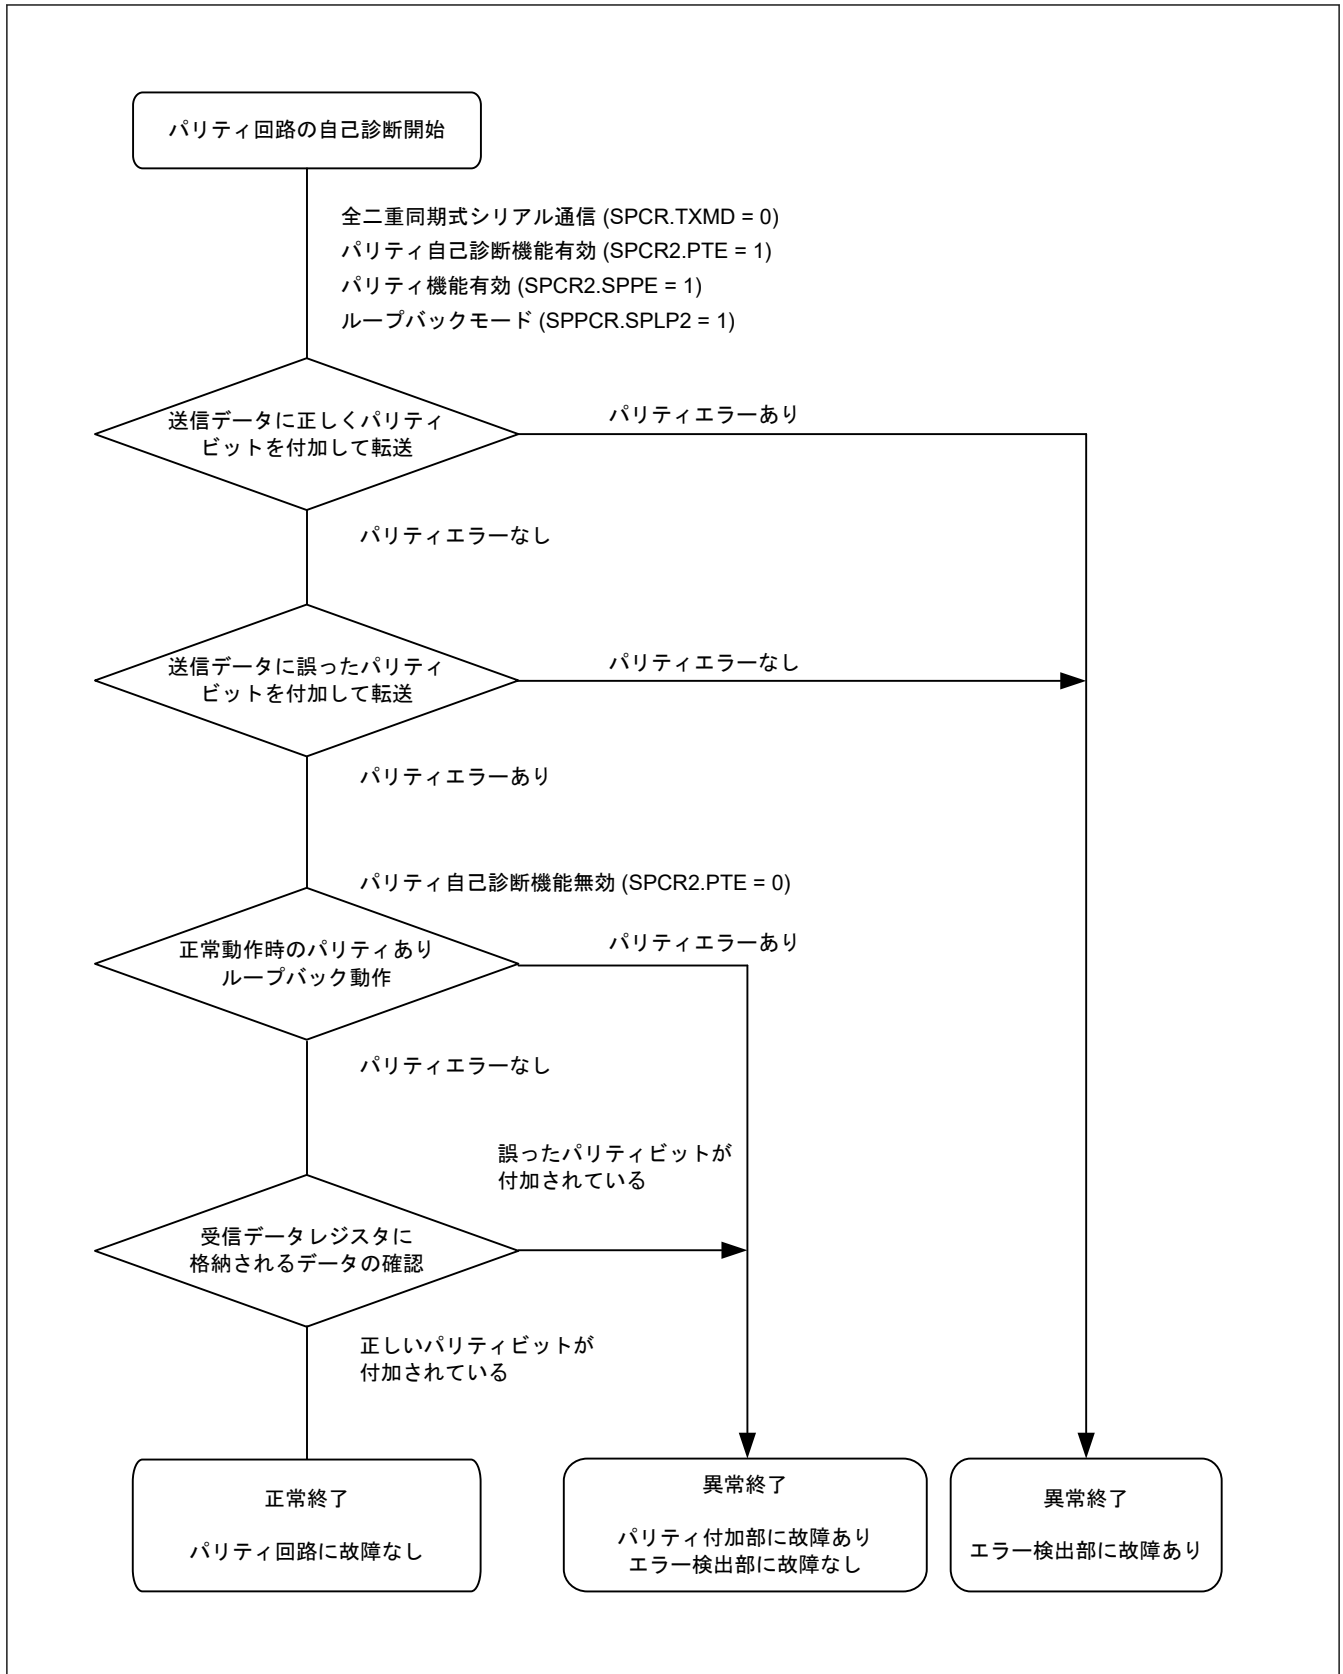 パリティ回路の自己診断開始
全二重同期式シリアル通信 (SPCR.TXMD = 0)
パリティ自己診断機能有効 (SPCR2.PTE = 1)
パリティ機能有効 (SPCR2.SPPE = 1)
ループバックモード (SPPCR.SPLP2 = 1)
送信データに正しくパリティ
ビットを付加して転送
パリティエラーあり
パリティエラーなし
送信データに誤ったパリティ
ビットを付加して転送
パリティエラーなし
パリティエラーあり
パリティ自己診断機能無効 (SPCR2.PTE = 0)
正常動作時のパリティあり
ループバック動作
パリティエラーあり
パリティエラーなし
誤ったパリティビットが
付加されている
受信データレジスタに
格納されるデータの確認
正しいパリティビットが
付加されている
正常終了
パリティ回路に故障なし
異常終了
パリティ付加部に故障あり
エラー検出部に故障なし
異常終了
エラー検出部に故障あり